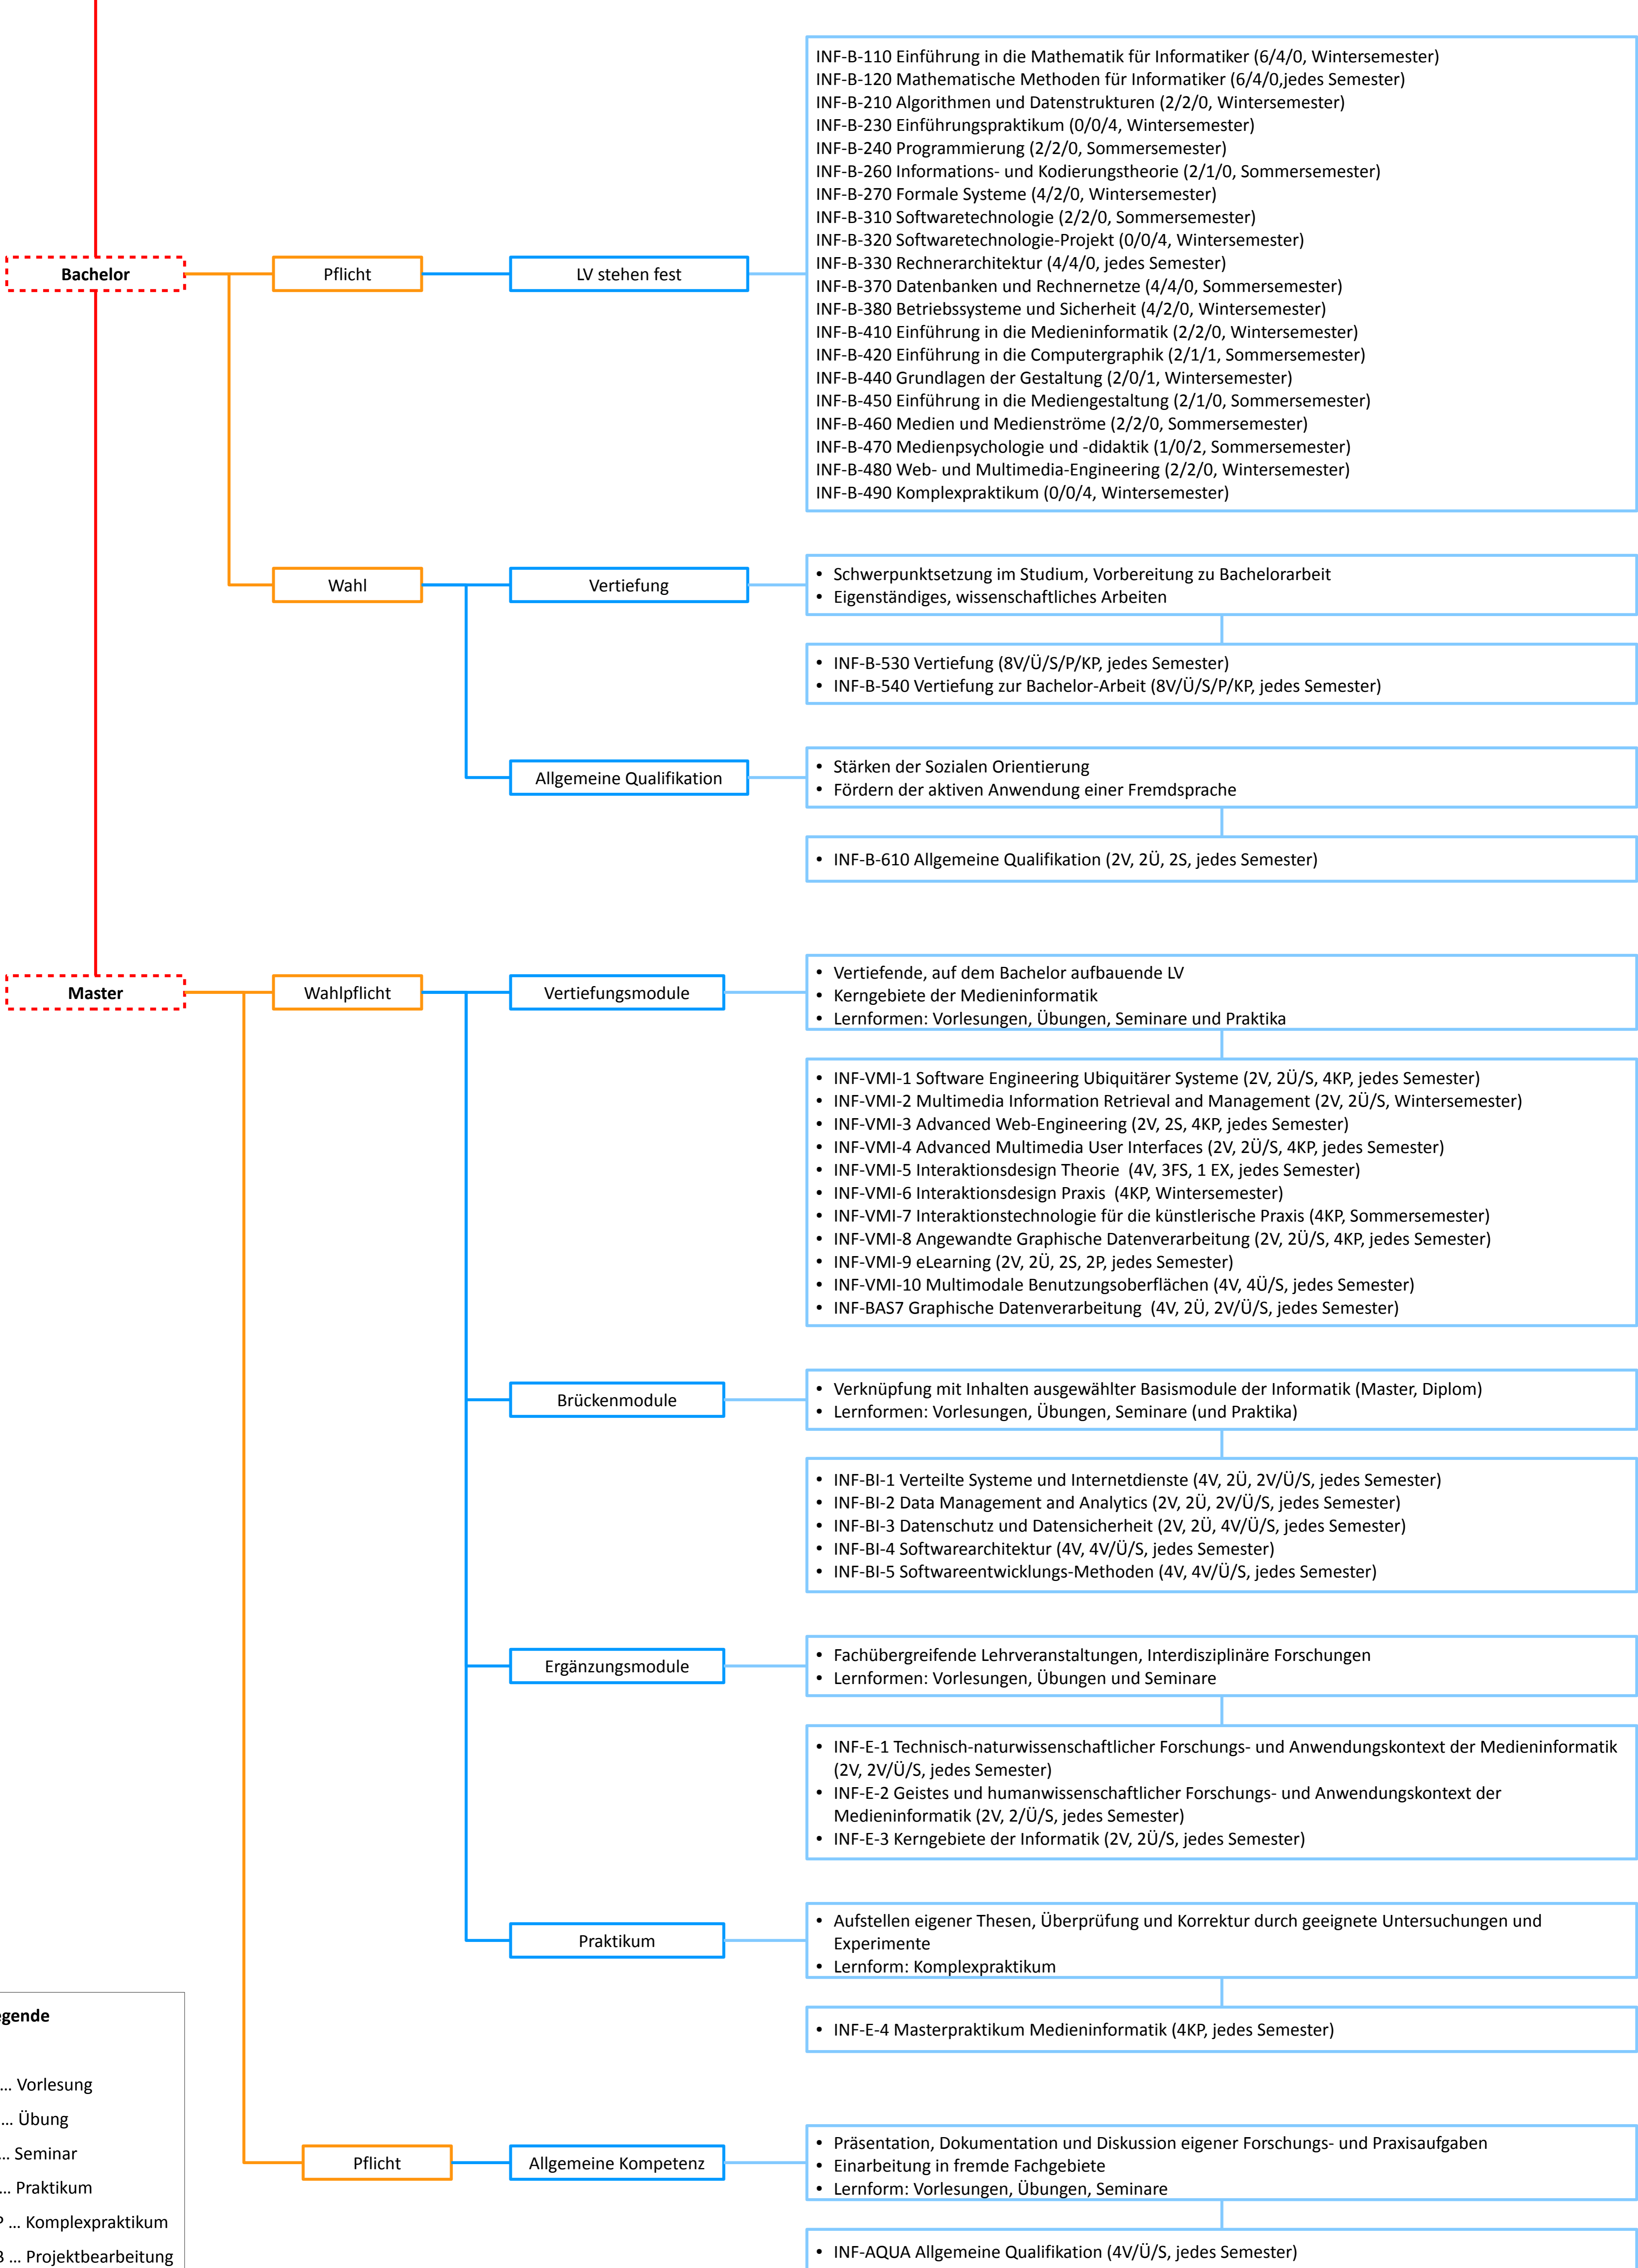 INF-B-110 Einführung in die Mathematik für Informatiker (6/4/0, Wintersemester)
INF-B-120 Mathematische Methoden für Informatiker (6/4/0,jedes Semester)
INF-B-210 Algorithmen und Datenstrukturen (2/2/0, Wintersemester)
INF-B-230 Einführungspraktikum (0/0/4, Wintersemester)
INF-B-240 Programmierung (2/2/0, Sommersemester)
INF-B-260 Informations- und Kodierungstheorie (2/1/0, Sommersemester)
INF-B-270 Formale Systeme (4/2/0, Wintersemester)
INF-B-310 Softwaretechnologie (2/2/0, Sommersemester)
INF-B-320 Softwaretechnologie-Projekt (0/0/4, Wintersemester)
INF-B-330 Rechnerarchitektur (4/4/0, jedes Semester)
INF-B-370 Datenbanken und Rechnernetze (4/4/0, Sommersemester)
INF-B-380 Betriebssysteme und Sicherheit (4/2/0, Wintersemester)
INF-B-410 Einführung in die Medieninformatik (2/2/0, Wintersemester)
INF-B-420 Einführung in die Computergraphik (2/1/1, Sommersemester)
INF-B-440 Grundlagen der Gestaltung (2/0/1, Wintersemester)
INF-B-450 Einführung in die Mediengestaltung (2/1/0, Sommersemester)
INF-B-460 Medien und Medienströme (2/2/0, Sommersemester)
INF-B-470 Medienpsychologie und -didaktik (1/0/2, Sommersemester)
INF-B-480 Web- und Multimedia-Engineering (2/2/0, Wintersemester)
INF-B-490 Komplexpraktikum (0/0/4, Wintersemester)
Bachelor
Pflicht
LV stehen fest
Wahl
Vertiefung
• Schwerpunktsetzung im Studium, Vorbereitung zu Bachelorarbeit
• Eigenständiges, wissenschaftliches Arbeiten
• INF-B-530 Vertiefung (8V/Ü/S/P/KP, jedes Semester)
• INF-B-540 Vertiefung zur Bachelor-Arbeit (8V/Ü/S/P/KP, jedes Semester)
Allgemeine Qualifikation
• Stärken der Sozialen Orientierung
• Fördern der aktiven Anwendung einer Fremdsprache
• INF-B-610 Allgemeine Qualifikation (2V, 2Ü, 2S, jedes Semester)
Master
Wahlpflicht
Vertiefungsmodule
• Vertiefende, auf dem Bachelor aufbauende LV
• Kerngebiete der Medieninformatik
• Lernformen: Vorlesungen, Übungen, Seminare und Praktika
• INF-VMI-1 Software Engineering Ubiquitärer Systeme (2V, 2Ü/S, 4KP, jedes Semester)
• INF-VMI-2 Multimedia Information Retrieval and Management (2V, 2Ü/S, Wintersemester)
• INF-VMI-3 Advanced Web-Engineering (2V, 2S, 4KP, jedes Semester)
• INF-VMI-4 Advanced Multimedia User Interfaces (2V, 2Ü/S, 4KP, jedes Semester)
• INF-VMI-5 Interaktionsdesign Theorie (4V, 3FS, 1 EX, jedes Semester)
• INF-VMI-6 Interaktionsdesign Praxis (4KP, Wintersemester)
• INF-VMI-7 Interaktionstechnologie für die künstlerische Praxis (4KP, Sommersemester)
• INF-VMI-8 Angewandte Graphische Datenverarbeitung (2V, 2Ü/S, 4KP, jedes Semester)
• INF-VMI-9 eLearning (2V, 2Ü, 2S, 2P, jedes Semester)
• INF-VMI-10 Multimodale Benutzungsoberflächen (4V, 4Ü/S, jedes Semester)
• INF-BAS7 Graphische Datenverarbeitung (4V, 2Ü, 2V/Ü/S, jedes Semester)
Brückenmodule
• Verknüpfung mit Inhalten ausgewählter Basismodule der Informatik (Master, Diplom)
• Lernformen: Vorlesungen, Übungen, Seminare (und Praktika)
• INF-BI-1 Verteilte Systeme und Internetdienste (4V, 2Ü, 2V/Ü/S, jedes Semester)
• INF-BI-2 Data Management and Analytics (2V, 2Ü, 2V/Ü/S, jedes Semester)
• INF-BI-3 Datenschutz und Datensicherheit (2V, 2Ü, 4V/Ü/S, jedes Semester)
• INF-BI-4 Softwarearchitektur (4V, 4V/Ü/S, jedes Semester)
• INF-BI-5 Softwareentwicklungs-Methoden (4V, 4V/Ü/S, jedes Semester)
Ergänzungsmodule
• Fachübergreifende Lehrveranstaltungen, Interdisziplinäre Forschungen
• Lernformen: Vorlesungen, Übungen und Seminare
• INF-E-1 Technisch-naturwissenschaftlicher Forschungs- und Anwendungskontext der Medieninformatik
(2V, 2V/Ü/S, jedes Semester)
• INF-E-2 Geistes und humanwissenschaftlicher Forschungs- und Anwendungskontext der
Medieninformatik (2V, 2/Ü/S, jedes Semester)
• INF-E-3 Kerngebiete der Informatik (2V, 2Ü/S, jedes Semester)
Praktikum
• Aufstellen eigener Thesen, Überprüfung und Korrektur durch geeignete Untersuchungen und
Experimente
• Lernform: Komplexpraktikum
• INF-E-4 Masterpraktikum Medieninformatik (4KP, jedes Semester)
egende
... Vorlesung
... Übung
... Seminar
... Praktikum
P ... Komplexpraktikum
B ... Projektbearbeitung
Pflicht
Allgemeine Kompetenz
• Präsentation, Dokumentation und Diskussion eigener Forschungs- und Praxisaufgaben
• Einarbeitung in fremde Fachgebiete
• Lernform: Vorlesungen, Übungen, Seminare
• INF-AQUA Allgemeine Qualifikation (4V/Ü/S, jedes Semester)